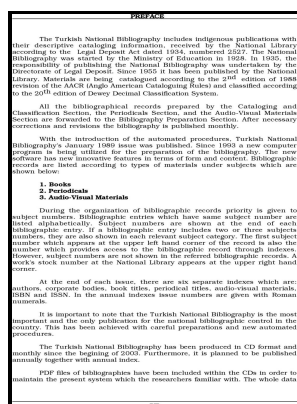 PREFACE
The Turkish National Bibliography includes indigenous publications with
their descriptive cataloging information, received by the National Library
according to the Legal Deposit Act dated 1934, numbered 2527. The National
Bibliography was started by the Ministry of Education in 1928. In 1935, the
responsibility of publishing the National Bibliography was undertaken by the
Directorate of Legal Deposit. Since 1955 it has been published by the National
Library. Materials are being catalogued according to the 2nd edition of 1988
revision of the AACR (Anglo American Cataloguing Rules) and classified according
to the 20th edition of Dewey Decimal Classification System.
All the bibliographical records prepared by the Cataloging and
Classification Section, the Periodicals Section, and the Audio-Visual Materials
Section are forwarded to the Bibliography Preparation Section. After necessary
corrections and revisions the bibliography is published monthly.
With the introduction of the automated procedures, Turkish National
Bibliography's January 1989 issue was published. Since 1993 a new computer
program is being utilized for the preparation of the bibliography. The new
software has new innovative features in terms of form and content. Bibliographic
records are listed according to types of materials under subjects which are
shown below:
1. Books
2. Periodicals
3. Audio-Visual Materials
During the organization of bibliographic records priority is given to
subject numbers. Bibliographic entries which have same subject number are
listed alphabetically. Subject numbers are shown at the end of each
bibliographic entry. If a bibliographic entry includes two or three subjects
numbers, they are also shown in each relevant subject category. The first subject
number which appears at the upper left hand corner of the record is also the
number which provides access to the bibliographic record through indexes.
However, subject numbers are not shown in the referred bibliographic records. A
work's stock number at the National Library appears at the upper right hand
corner.
At the end of each issue, there are six separate indexes which are:
authors, corporate bodies, book titles, periodical titles, audio-visual materials,
ISBN and ISSN. In the annual indexes issue numbers are given with Roman
numerals.
It is important to note that the Turkish National Bibliography is the most
important and the only publication for the national bibliographic control in the
country. This has been achieved with careful preparations and new automated
procedures.
The Turkish National Bibliography has been produced in CD format and
monthly since the begining of 2003. Furthermore, it is planned to be published
annually together with annual index.
PDF files of bibliographies have been included within the CDs in order to
maintain the present system which the researchers familiar with. The whole data